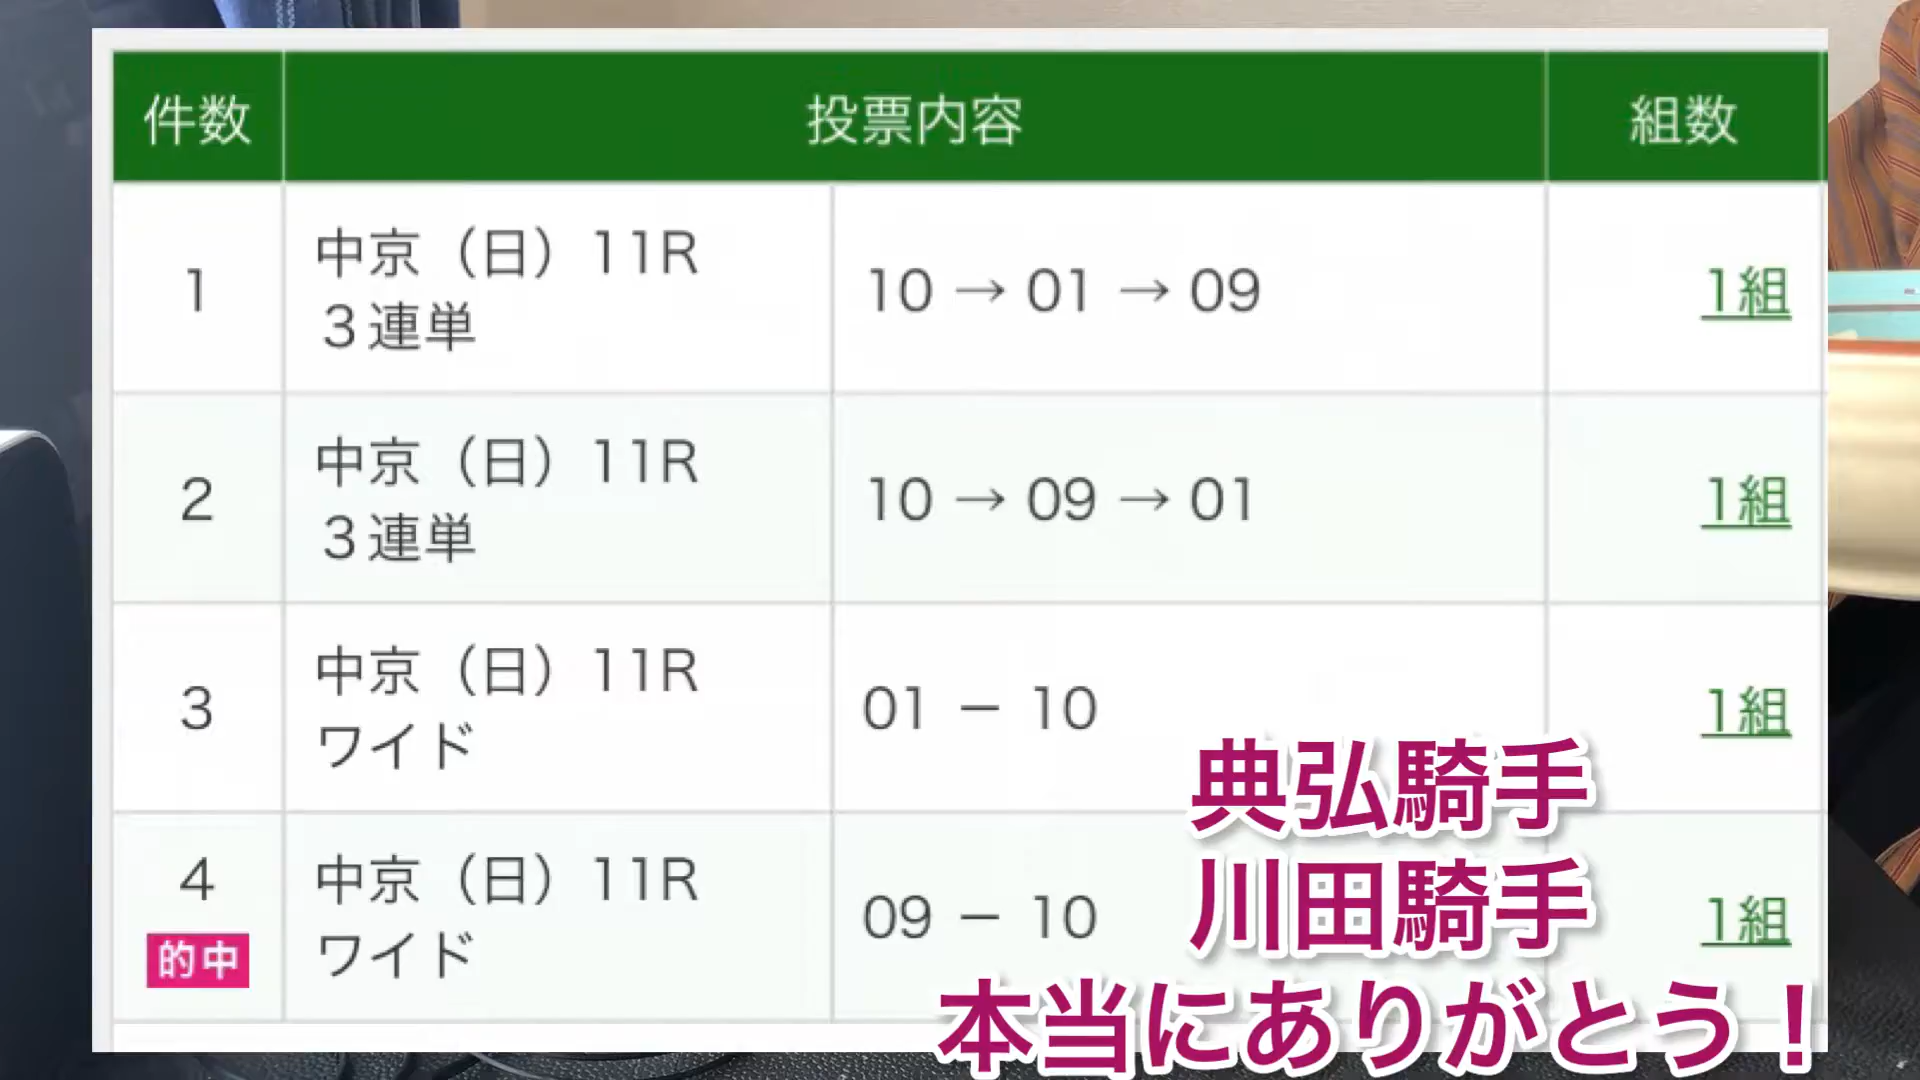 件数 投票内容 組数
1 中京（日）11R 10 → 01 → 09 1組
３連単
2 中京（日）11R 10 → 09 → 01 1組
３連単
3 中京（日）11R 01 － 10 1組
ワイド
4 中京（日）11R 09 － 10 1組
的中 ワイド
典弘騎手
川田騎手
本当にありがとう！